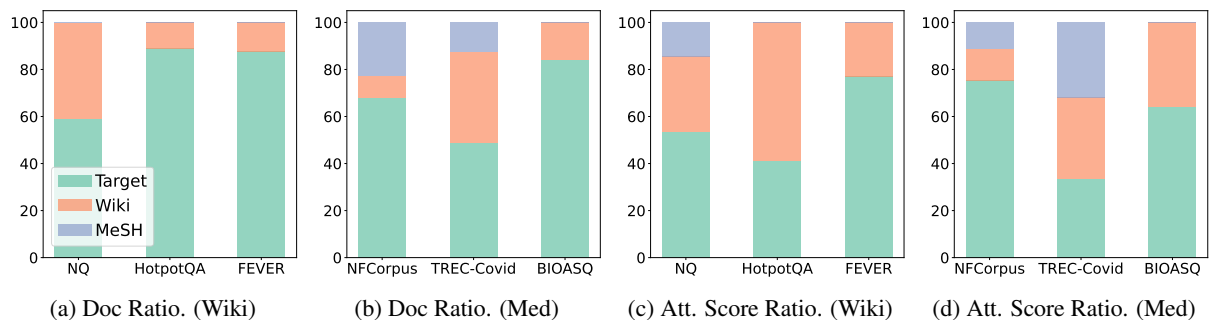 100
80
60
40
20
0
Target
Wiki
MeSH
NQ HotpotQA FEVER
(a) Doc Ratio. (Wiki)
100
80
60
40
20
0
NFCorpus TREC-Covid BIOASQ
(b) Doc Ratio. (Med)
100
80
60
40
20
0
NQ HotpotQA FEVER
(c) Att. Score Ratio. (Wiki)
100
80
60
40
20
0
NFCorpus TREC-Covid BIOASQ
(d) Att. Score Ratio. (Med)